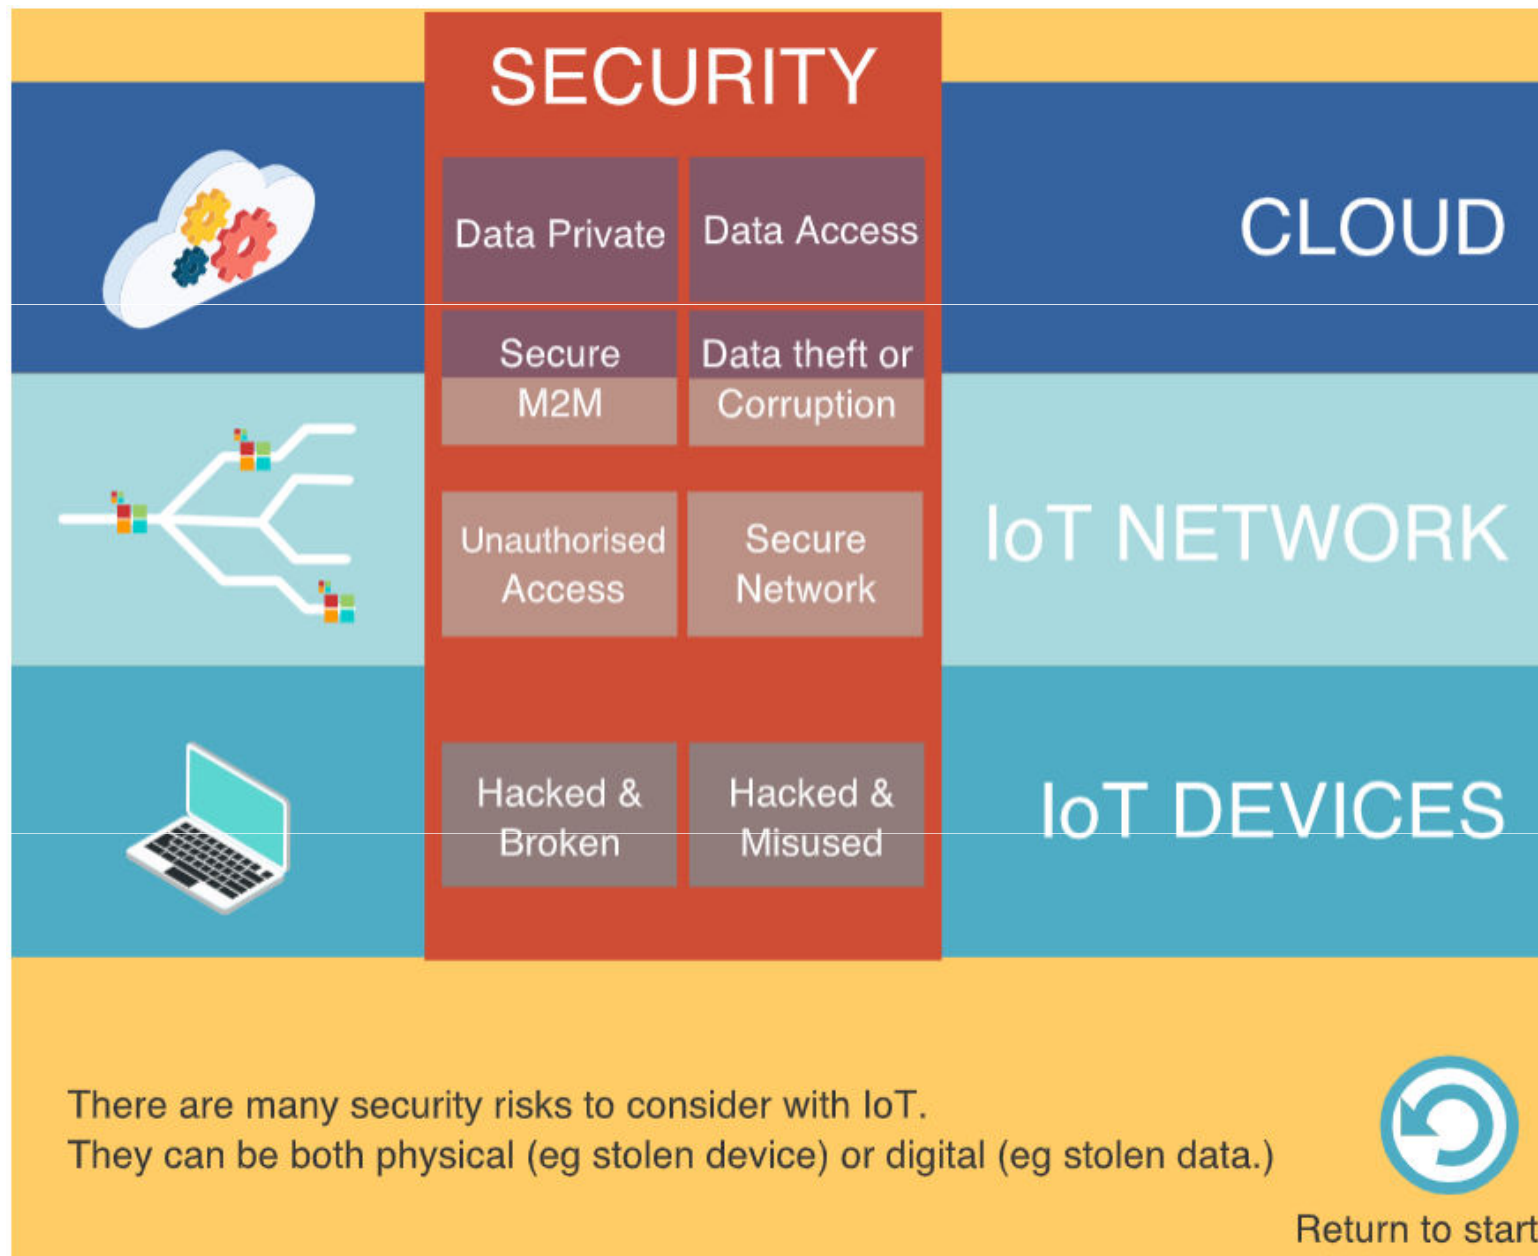 SECURITY
Data Private
Data Access
CLOUD
Secure
M2M
Data theft or
Corruption
Unauthorised
Access
Secure
Network
IoT NETWORK
Hacked &
Broken
Hacked &
Misused
IoT DEVICES
There are many security risks to consider with IoT.
They can be both physical (eg stolen device) or digital (eg stolen data.)
Return to start